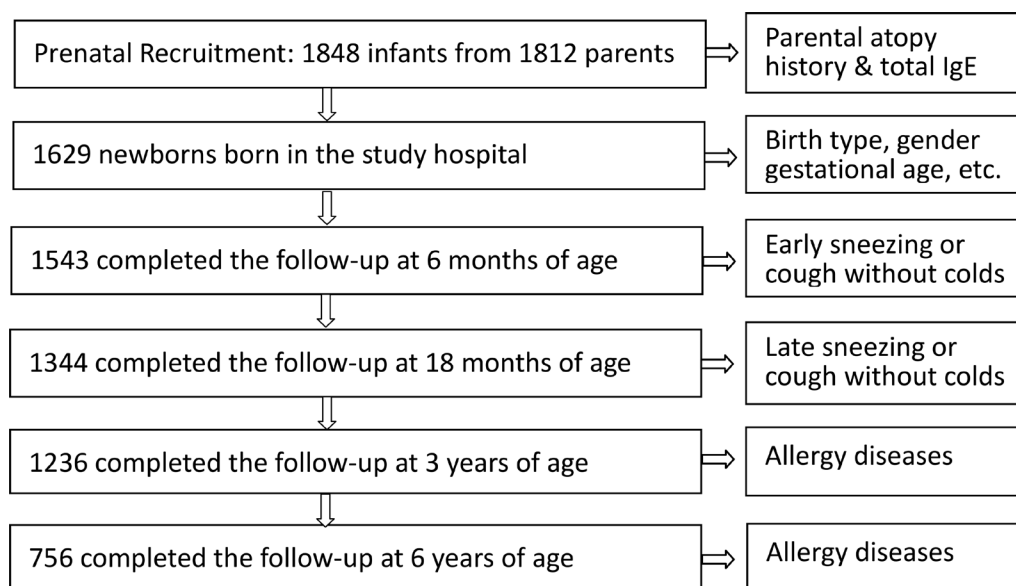 Prenatal Recruitment: 1848 infants from 1812 parents
Parental atopy
history & total IgE
1629 newborns born in the study hospital
Birth type, gender
gestational age, etc.
1543 completed the follow-up at 6 months of age
Early sneezing or
cough without colds
1344 completed the follow-up at 18 months of age
Late sneezing or
cough without colds
1236 completed the follow-up at 3 years of age
Allergy diseases
756 completed the follow-up at 6 years of age
Allergy diseases